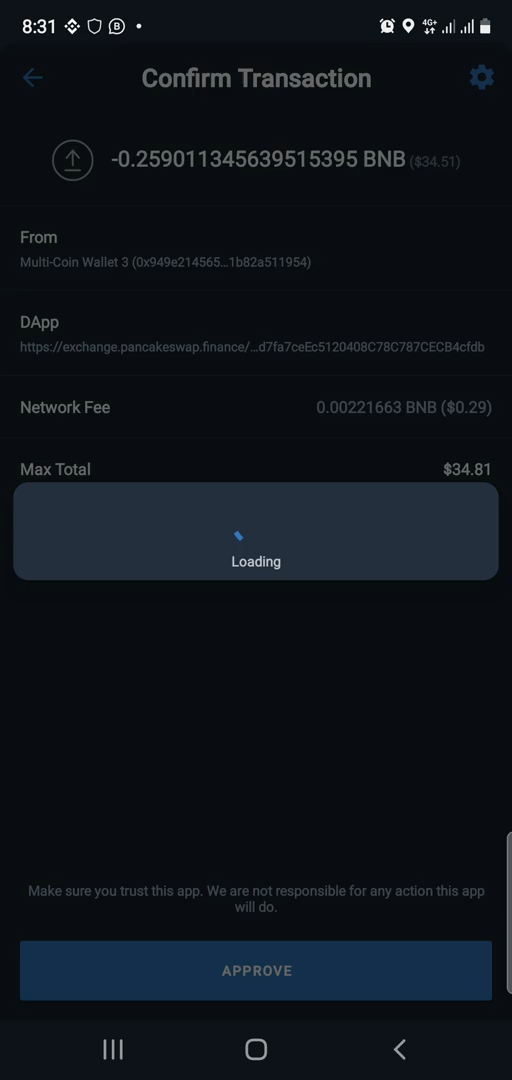 8:31
4G+
Confirm Transaction
-0.259011345639515395 BNB ($34.51)
From
Multi-Coin Wallet 3 (0x949e214565...1b82a511954)
DApp
https://exchange.pancakeswap.finance/...d7fa7ceEc5120408C78C787CECB4cfdb
Network Fee
0.00221663 BNB ($0.29)
Max Total
$34.81
Loading
Make sure you trust this app. We are not responsible for any action this app
will do.
APPROVE